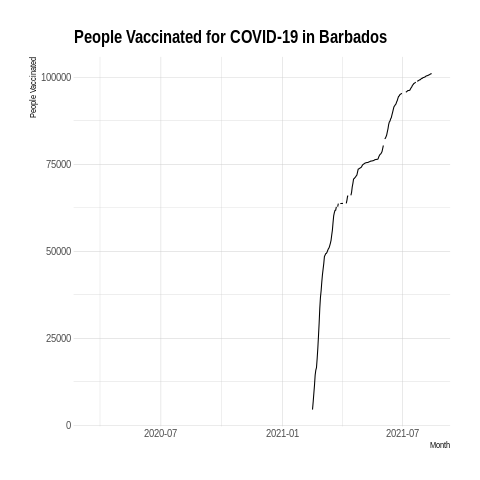 People Vaccinated for COVID-19 in Barbados
People Vaccinated
100000
75000
50000
25000
0
2020-07 2021-01 2021-07
Month